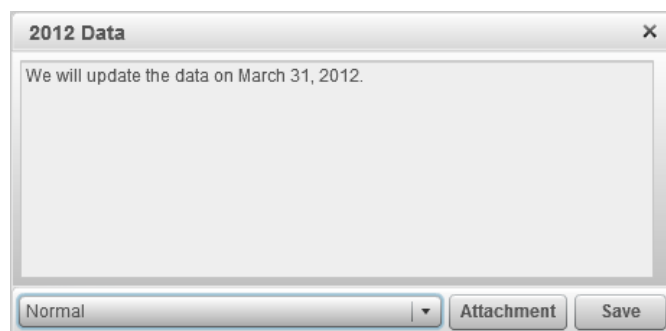 2012 Data
We will update the data on March 31, 2012.
Normal
Attachment
Save